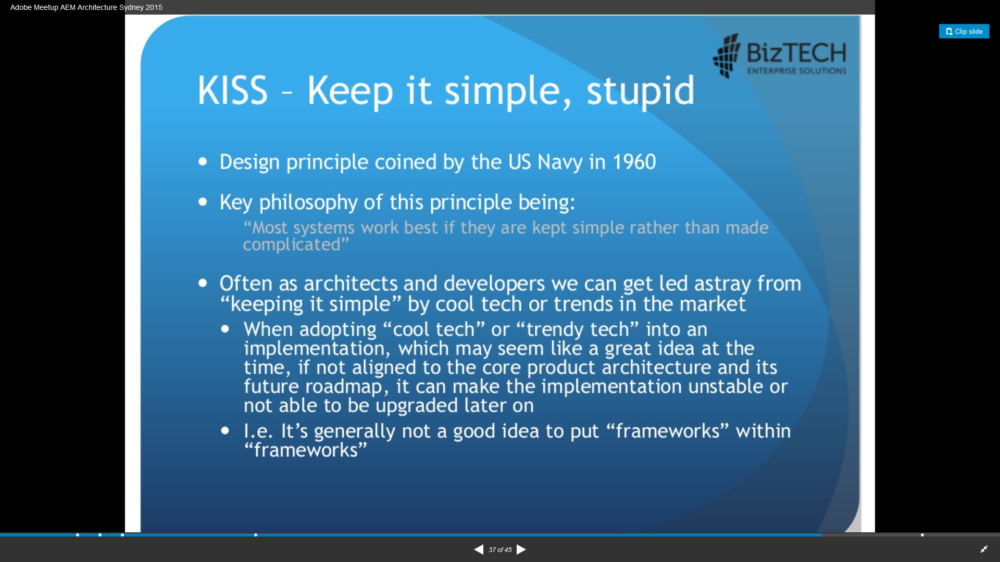 Adobe Meetup AEM Architecture Sydney 2015
Clip slide
BizTECH
ENTERPRISE SOLUTIONS
KISS – Keep it simple, stupid
• Design principle coined by the US Navy in 1960
• Key philosophy of this principle being:
“Most systems work best if they are kept simple rather than made
complicated”
• Often as architects and developers we can get led astray from
“keeping it simple” by cool tech or trends in the market
• When adopting “cool tech” or “trendy tech” into an
implementation, which may seem like a great idea at the
time, if not aligned to the core product architecture and its
future roadmap, it can make the implementation unstable or
not able to be upgraded later on
• I.e. It’s generally not a good idea to put “frameworks” within
“frameworks”
37 of 45